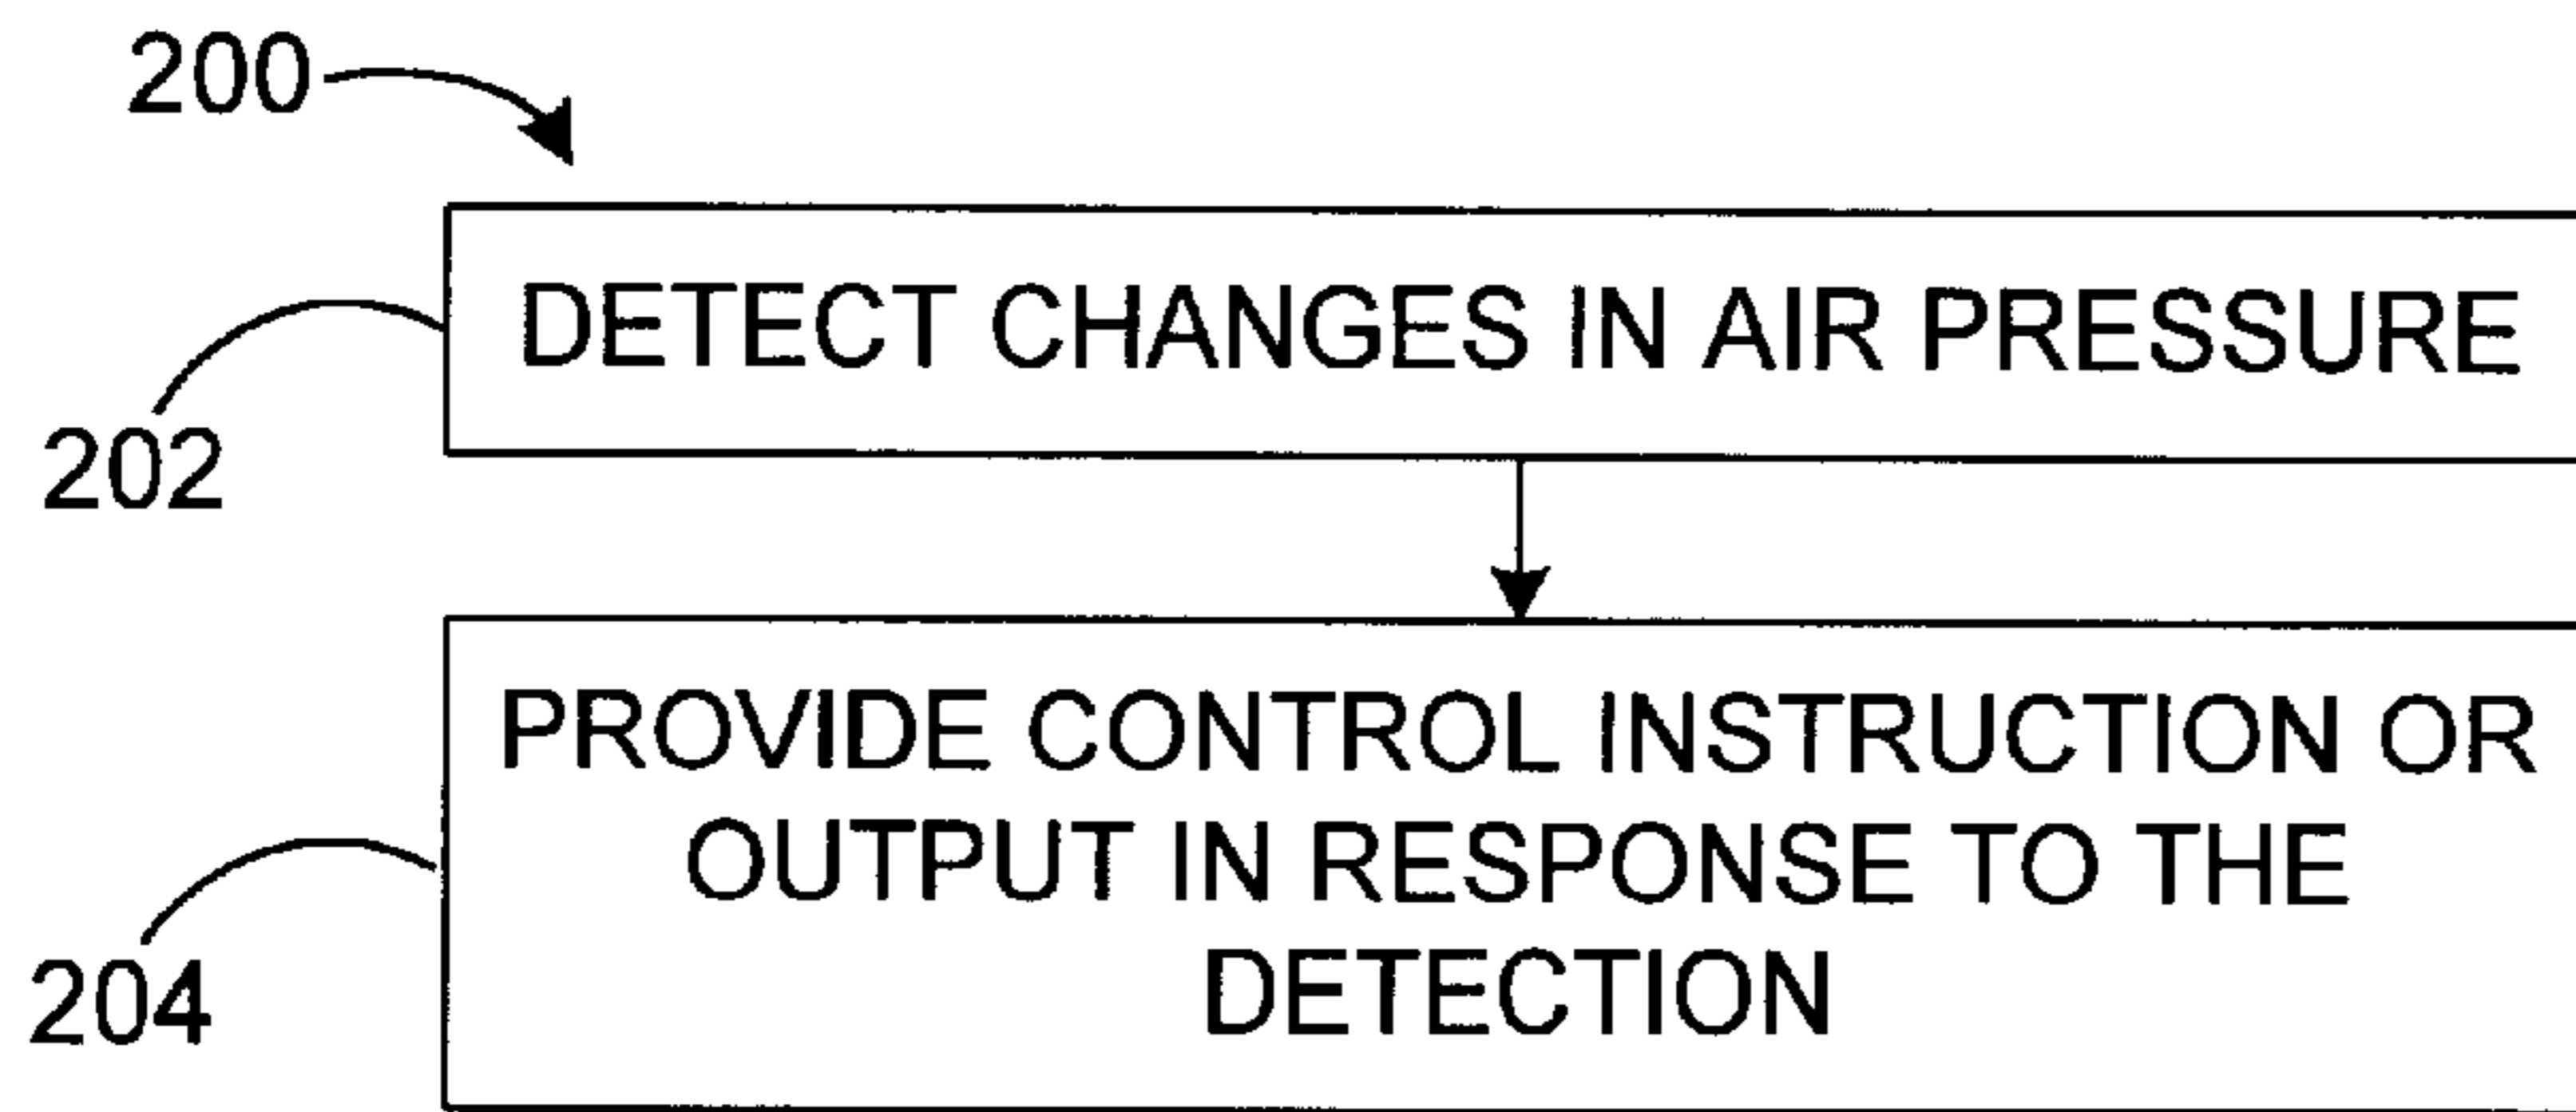 200
DETECT CHANGES IN AIR PRESSURE
202
PROVIDE CONTROL INSTRUCTION OR
OUTPUT IN RESPONSE TO THE
DETECTION
204